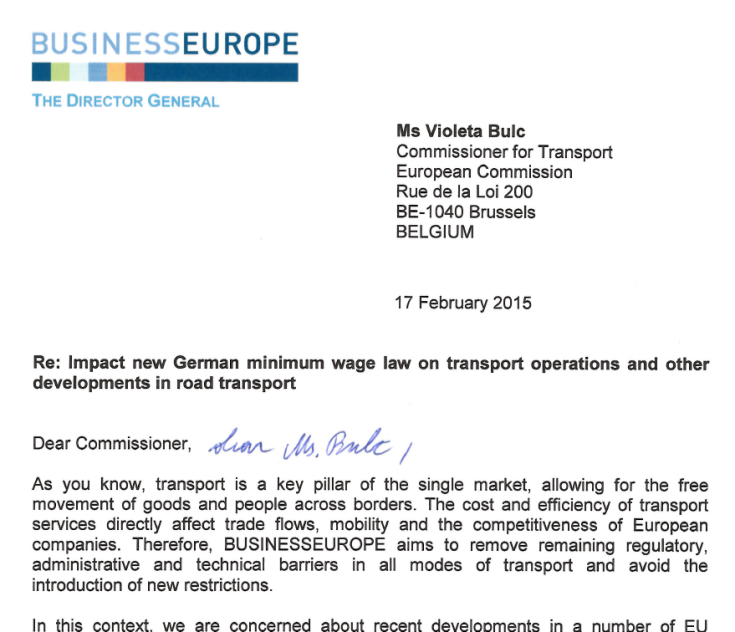 BUSINESSEUROPE
THE DIRECTOR GENERAL
Ms Violeta Bulc
Commissioner for Transport
European Commission
Rue de la Loi 200
BE-1040 Brussels
BELGIUM
17 February 2015
Re: Impact new German minimum wage law on transport operations and other
developments in road transport
Dear Commissioner, dear Ms. Bulc,
As you know, transport is a key pillar of the single market, allowing for the free
movement of goods and people across borders. The cost and efficiency of transport
services directly affect trade flows, mobility and the competitiveness of European
companies. Therefore, BUSINESSEUROPE aims to remove remaining regulatory,
administrative and technical barriers in all modes of transport and avoid the
introduction of new restrictions.
In this context, we are concerned about recent developments in a number of EU